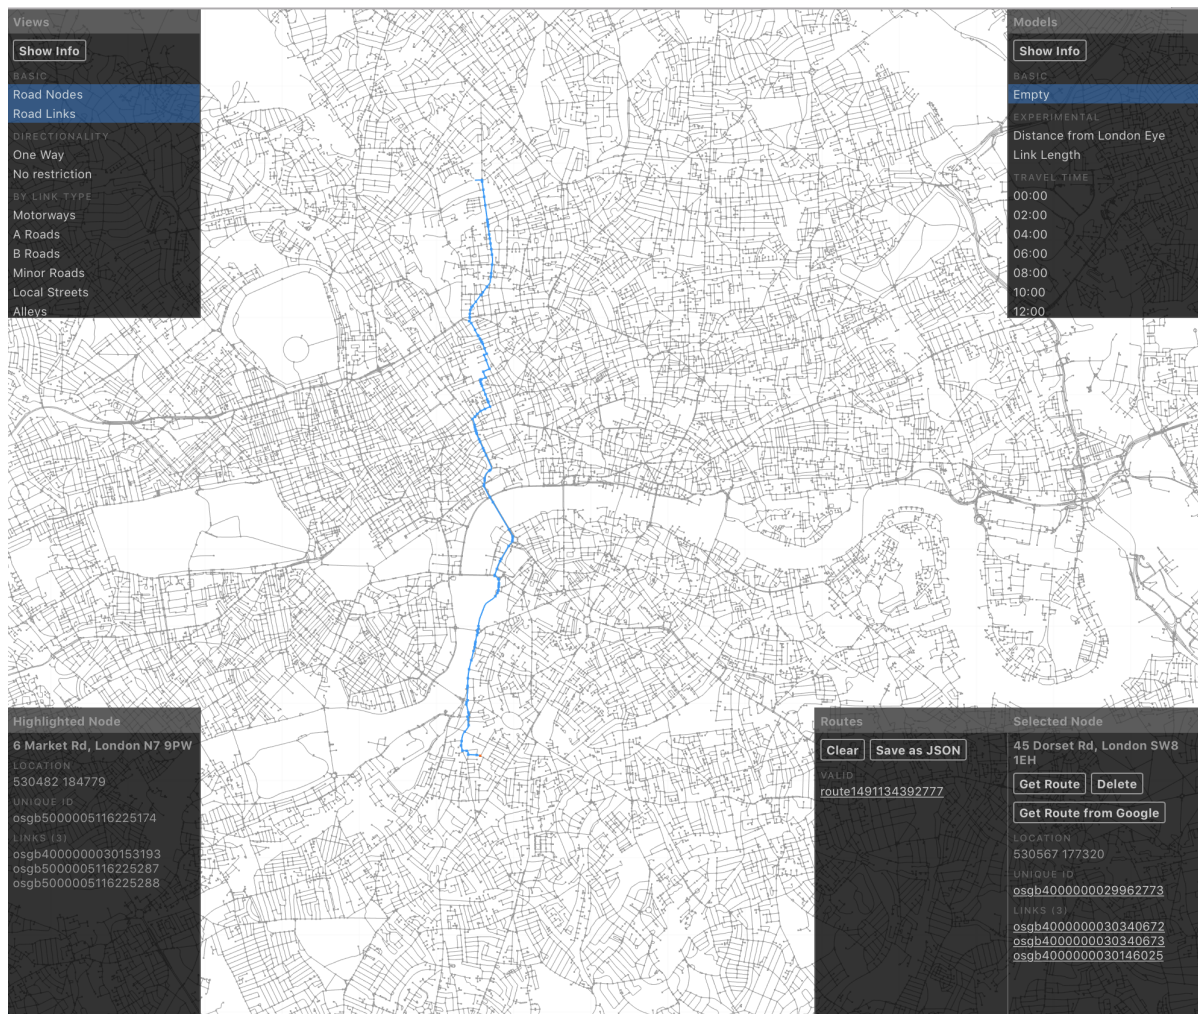 Views
Show Info
BASIC
Road Nodes
Road Links
DIRECTIONALITY
One Way
No restriction
BY LINK TYPE
Motorways
A Roads
B Roads
Minor Roads
Local Streets
Alleys
Models
Show Info
BASIC
Empty
EXPERIMENTAL
Distance from London Eye
Link Length
TRAVEL TIME
00:00
02:00
04:00
06:00
08:00
10:00
12:00
Highlighted Node
6 Market Rd, London N7 9PW
LOCATION
530482 184779
UNIQUE ID
osgb5000005116225174
LINKS (3)
osgb4000000030153193
osgb5000005116225287
osgb5000005116225288
Routes
Clear Save as JSON
VALID
route1491134392777
Selected Node
45 Dorset Rd, London SW8
1EH
Get Route Delete
Get Route from Google
LOCATION
530567 177320
UNIQUE ID
osgb4000000029962773
LINKS (3)
osgb4000000030340672
osgb4000000030340673
osgb4000000030146025